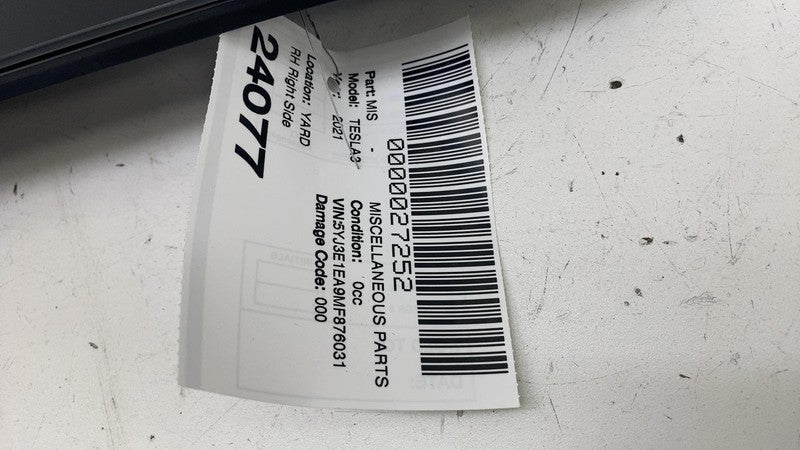 0000027252
Part: MIS - MISCELLANEOUS PARTS
Model: TESLA3 Condition: 0cc
Year: 2021 VIN:5YJ3E1EA9MF876031
Damage Code: 000
Location: YARD
RH Right Side
24077
DATE: